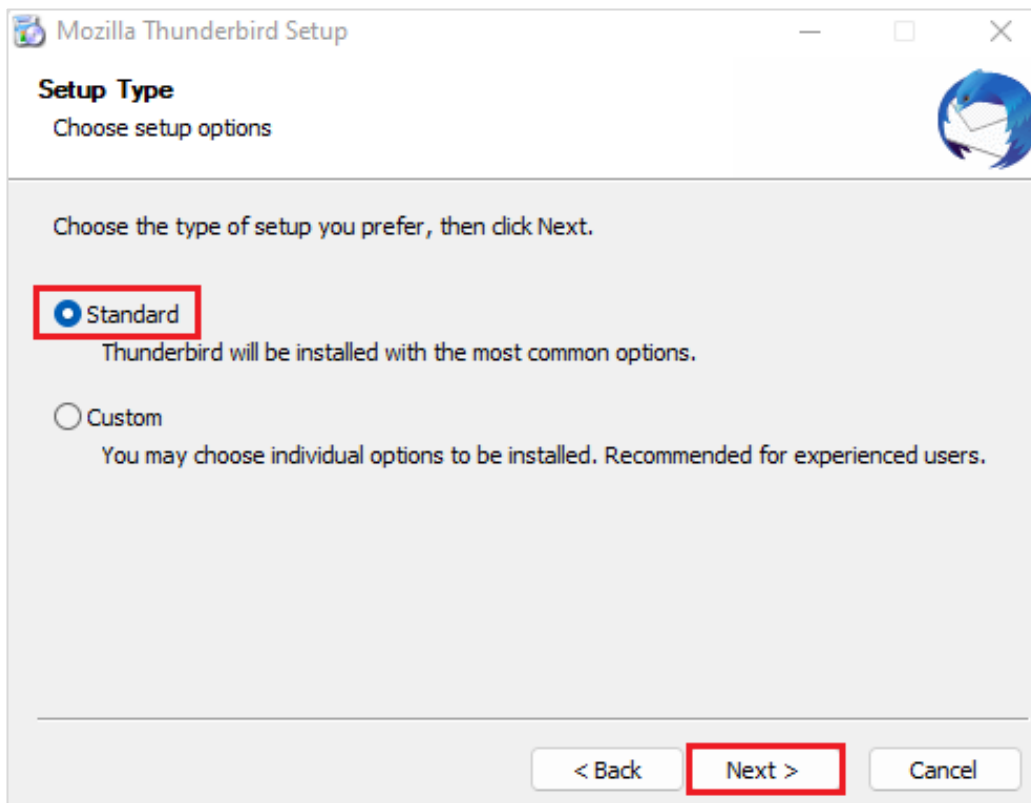 Mozilla Thunderbird Setup
Setup Type
Choose setup options
Choose the type of setup you prefer, then click Next.
Standard
Thunderbird will be installed with the most common options.
Custom
You may choose individual options to be installed. Recommended for experienced users.
< Back Next > Cancel